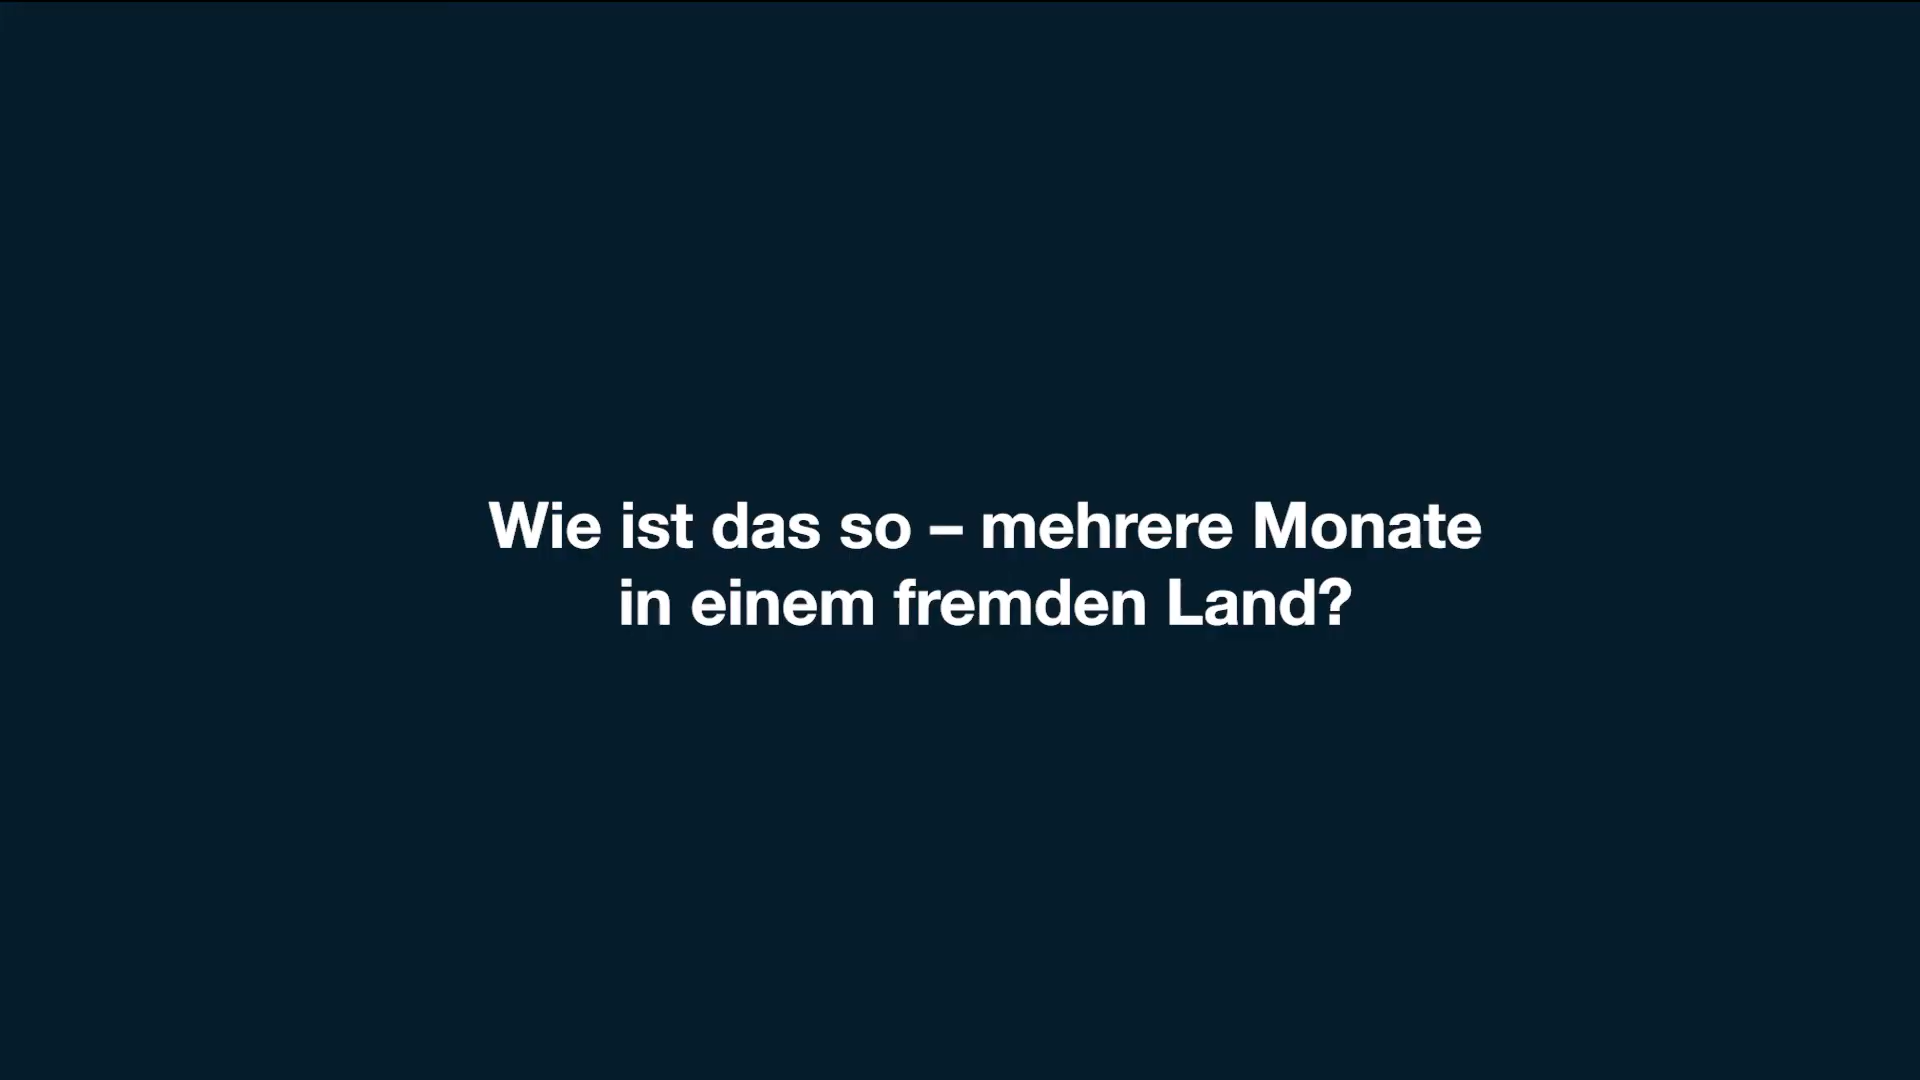 Wie ist das so – mehrere Monate
in einem fremden Land?